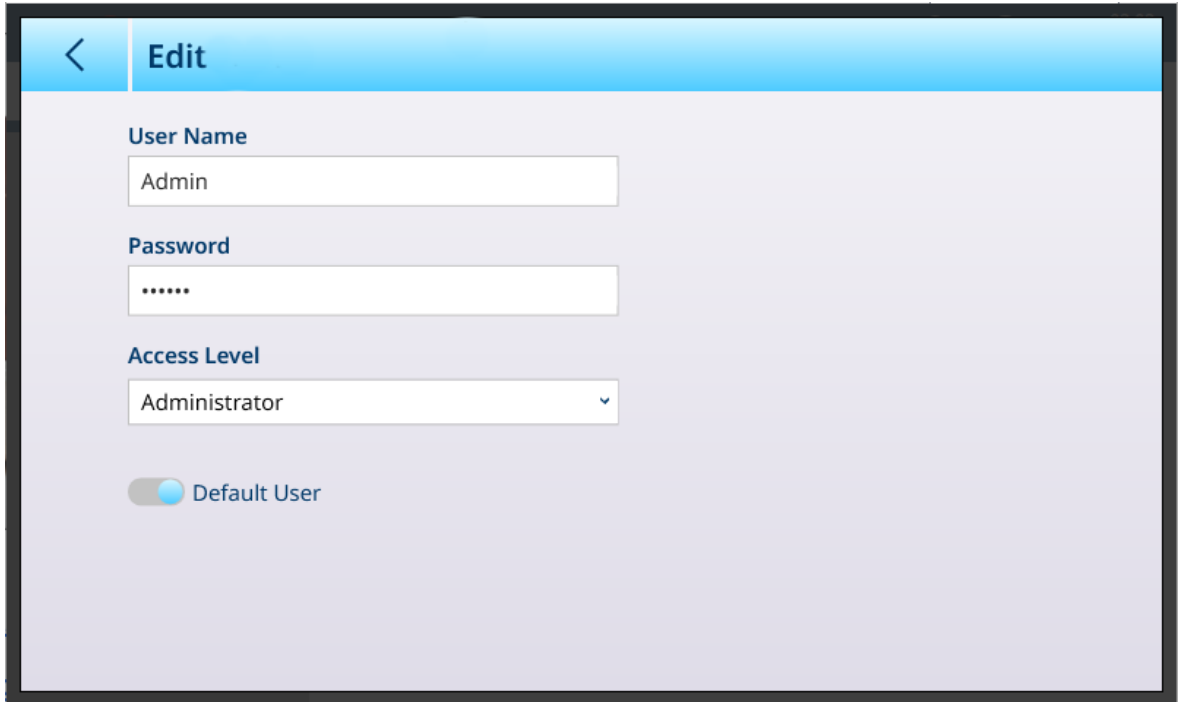 Edit
User Name
Admin
Password
••••••
Access Level
Administrator
Default User